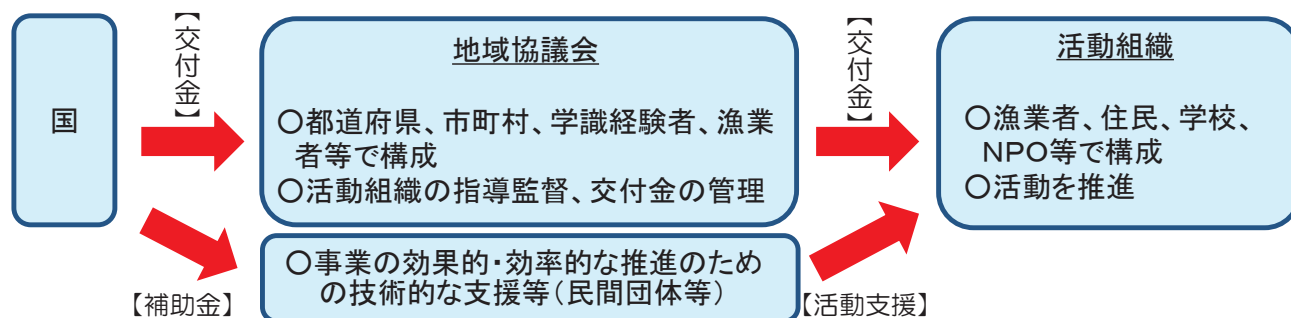 国
【交付金】
地域協議会
○都道府県、市町村、学識経験者、漁業
者等で構成
○活動組織の指導監督、交付金の管理
【交付金】
活動組織
○漁業者、住民、学校、
NPO等で構成
○活動を推進
【補助金】
○事業の効果的・効率的な推進のため
の技術的な支援等(民間団体等)
【活動支援】